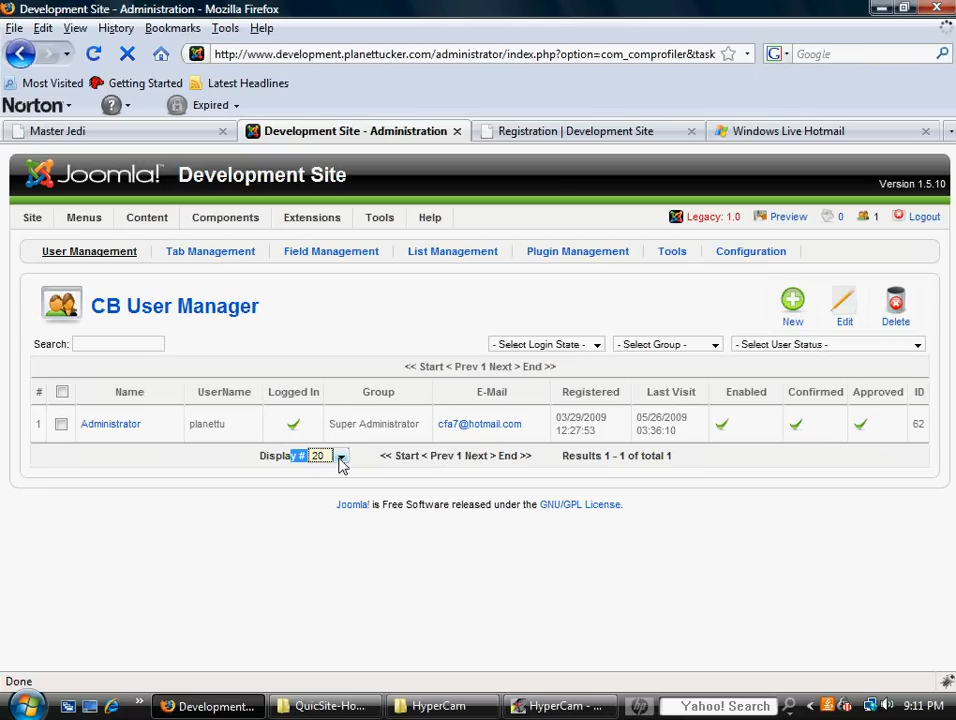 Development Site - Administration - Mozilla Firefox
File Edit View History Bookmarks Tools Help
http://www.development.planettucker.com/administrator/index.php?option=com_comprofiler&task
Google
Most Visited Getting Started Latest Headlines
Norton Expired
Master Jedi Development Site - Administration Registration | Development Site Windows Live Hotmail
Joomla! Development Site
Version 1.5.10
Site Menus Content Components Extensions Tools Help Legacy: 1.0 Preview 0 1 Logout
User Management Tab Management Field Management List Management Plugin Management Tools Configuration
CB User Manager
New Edit Delete
Search: - Select Login State - - Select Group - - Select User Status -
<< Start < Prev 1 Next > End >>
# Name UserName Logged In Group E-Mail Registered Last Visit Enabled Confirmed Approved ID
1 Administrator planettu Super Administrator cfa7@hotmail.com 03/29/2009 12:27:53 05/26/2009 03:36:10 62
Display # 20 << Start < Prev 1 Next > End >> Results 1 - 1 of total 1
Joomla! is Free Software released under the GNU/GPL License.
Done
Development... QuicSite-Ho... HyperCam HyperCam - ... Yahoo! Search 9:11 PM